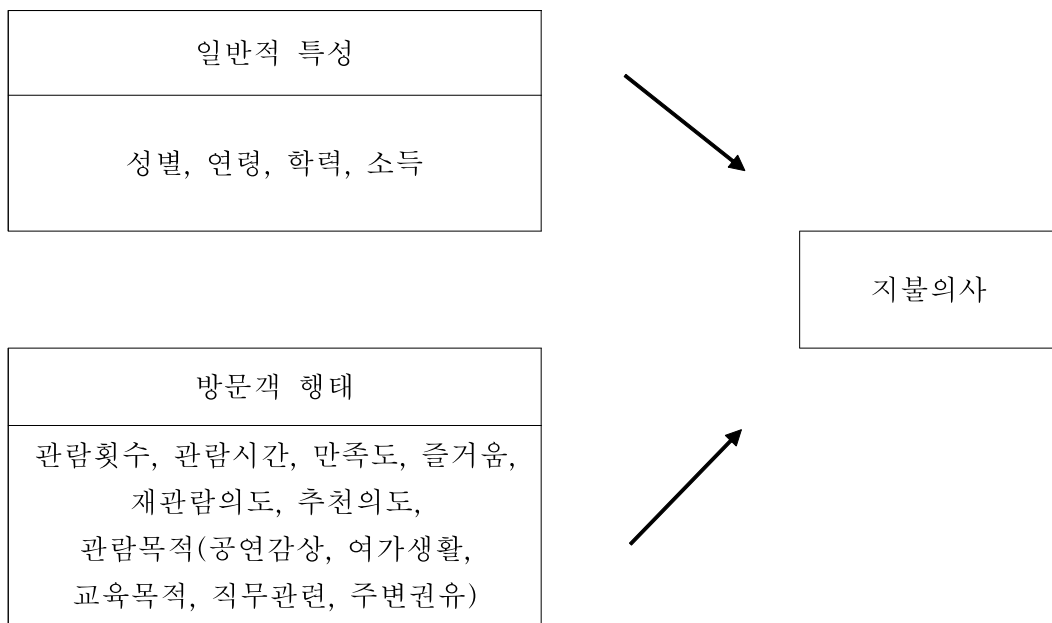 일반적 특성
성별, 연령, 학력, 소득
지불의사
방문객 행태
관람횟수, 관람시간, 만족도, 즐거움,
재관람의도, 추천의도,
관람목적(공연감상, 여가생활,
교육목적, 직무관련, 주변권유)